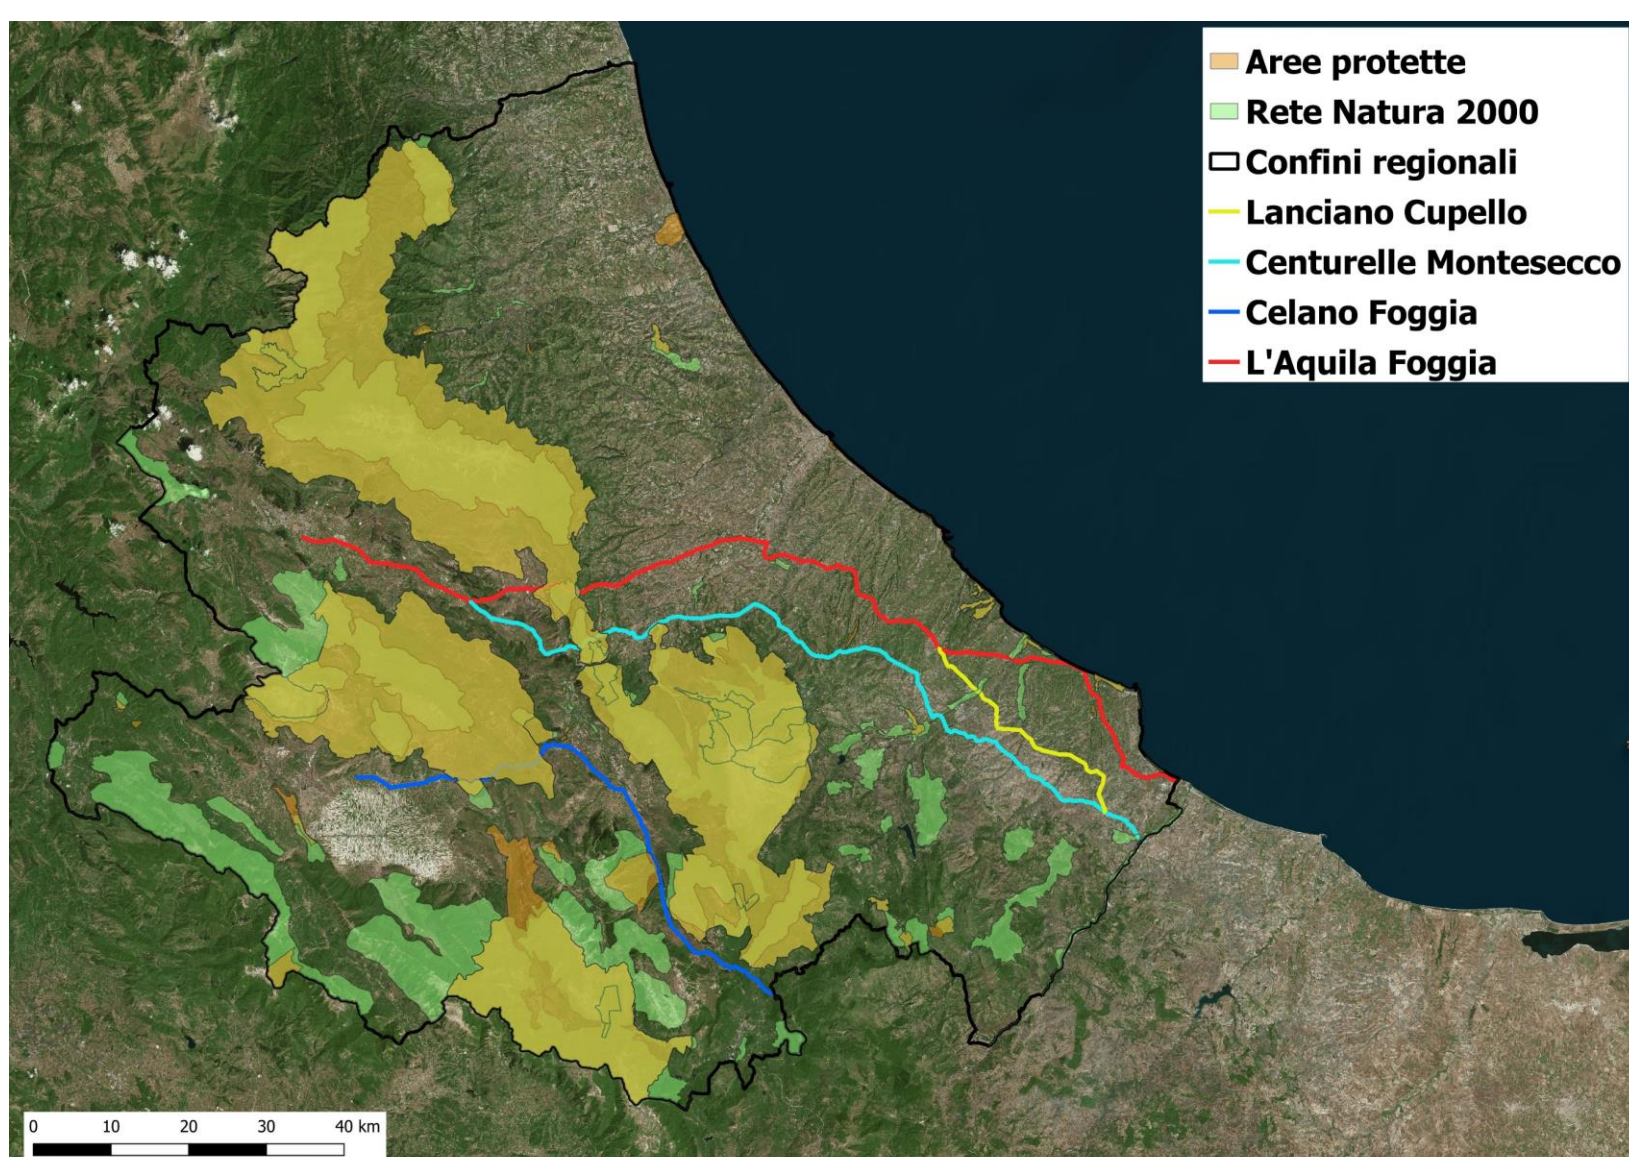 Aree protette
Rete Natura 2000
Confini regionali
Lanciano Cupello
Centurelle Montesecco
Celano Foggia
L'Aquila Foggia
0 10 20 30 40 km